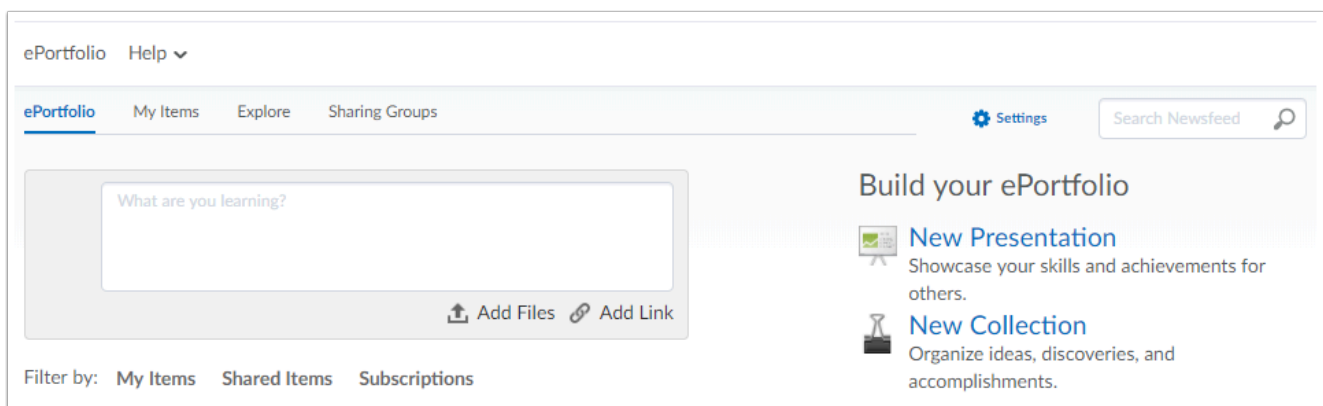 ePortfolio Help
ePortfolio My Items Explore Sharing Groups
Settings
Search Newsfeed
What are you learning?
Add Files Add Link
Filter by: My Items Shared Items Subscriptions
Build your ePortfolio
New Presentation
Showcase your skills and achievements for
others.
New Collection
Organize ideas, discoveries, and
accomplishments.